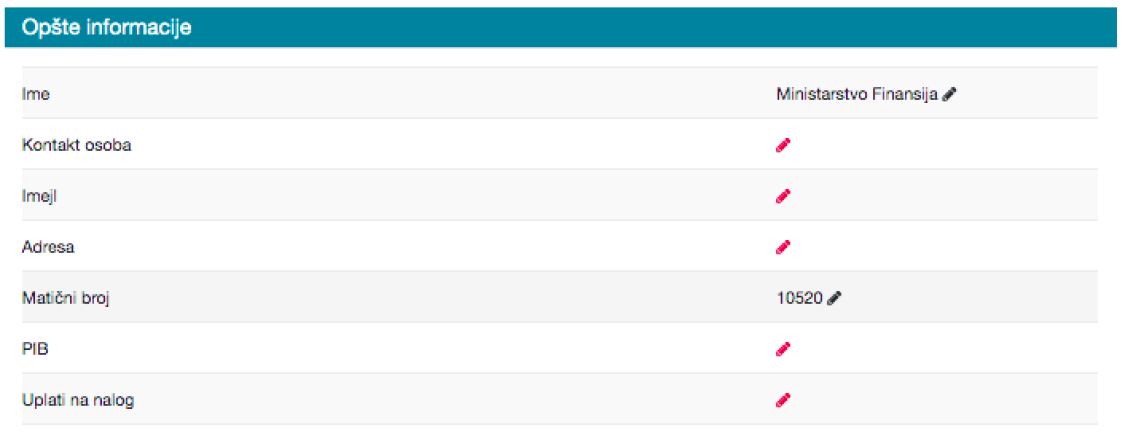 Opšte informacije
Ime Ministarstvo Finansija
Kontakt osoba
Imejl
Adresa
Matični broj 10520
PIB
Uplati na nalog